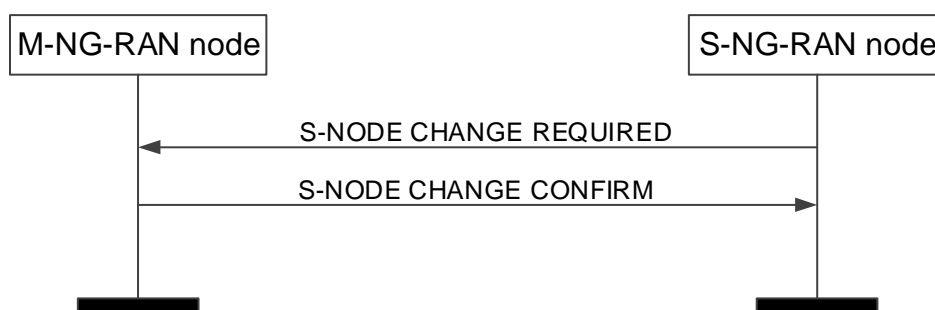 M-NG-RAN node
S-NG-RAN node
S-NODE CHANGE REQUIRED
S-NODE CHANGE CONFIRM